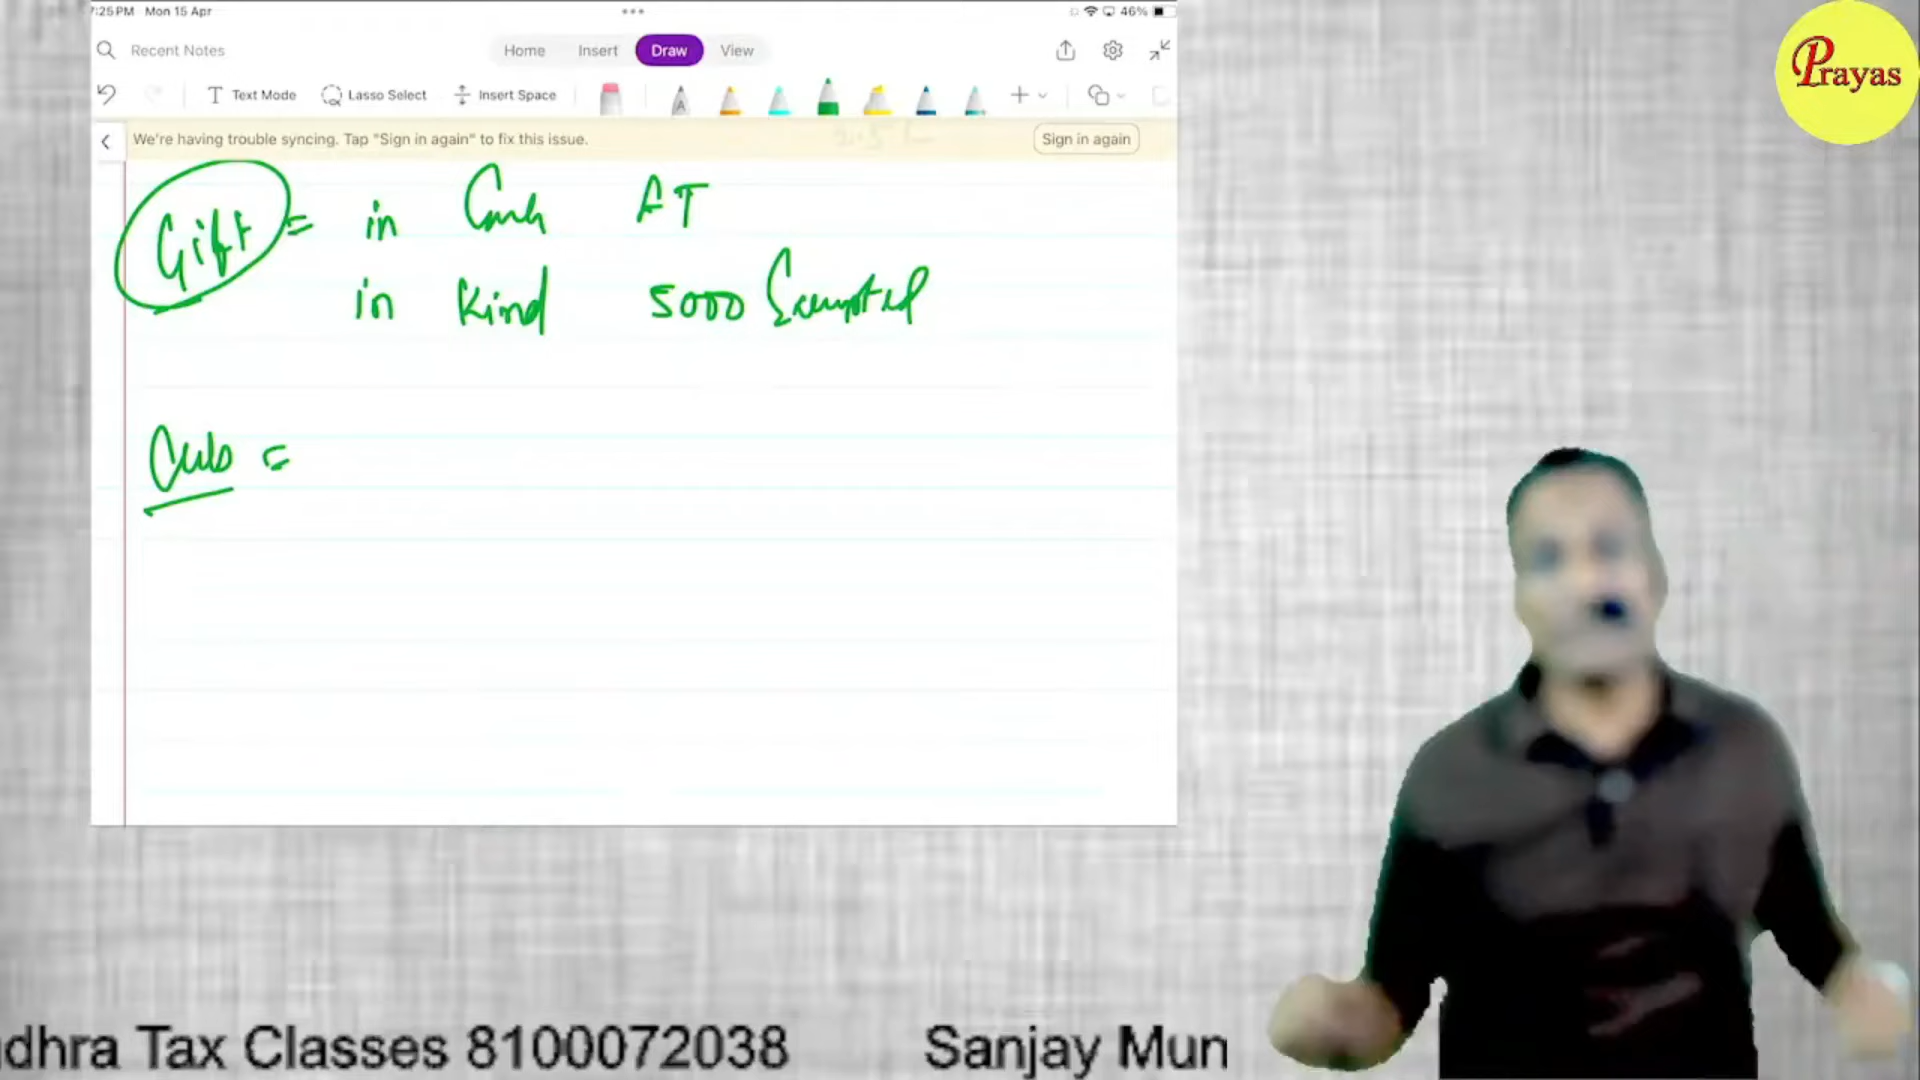 7:25 PM Mon 15 Apr
46%
Recent Notes
Home Insert Draw View
Text Mode Lasso Select Insert Space
We're having trouble syncing. Tap "Sign in again" to fix this issue.
Sign in again
Gift = in Cash FT
in Kind 5000 Exempted
Club =
Prayas
dhra Tax Classes 8100072038 Sanjay Mun